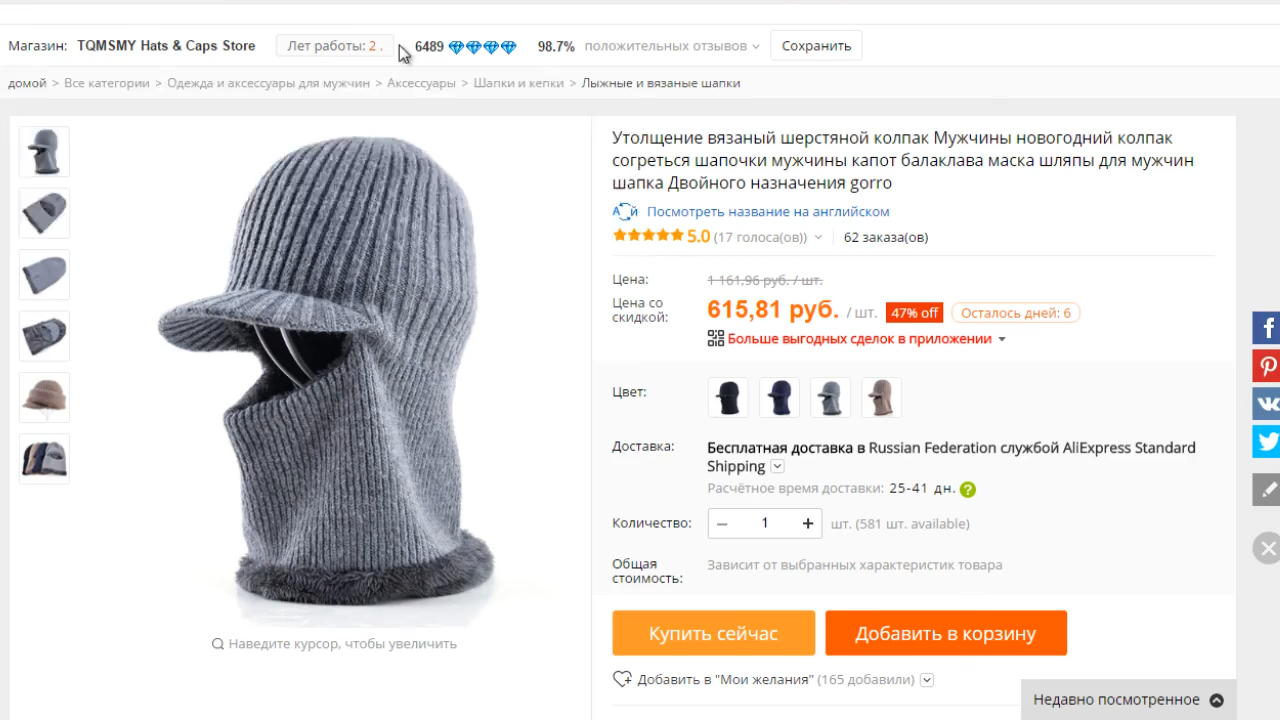 Магазин: TQMSMY Hats & Caps Store Лет работы: 2 . 6489 98.7% положительных отзывов Сохранить
домой > Все категории > Одежда и аксессуары для мужчин > Аксессуары > Шапки и кепки > Лыжные и вязаные шапки
Утолщение вязаный шерстяной колпак Мужчины новогодний колпак
согреться шапочки мужчины капот балаклава маска шляпы для мужчин
шапка Двойного назначения gorro
Посмотреть название на английском
5.0 (17 голоса(ов)) 62 заказа(ов)
Цена: 1 161,96 руб. / шт.
Цена со
скидкой:
615,81 руб. / шт. 47% off Осталось дней: 6
Больше выгодных сделок в приложении
Цвет:
Доставка: Бесплатная доставка в Russian Federation службой AliExpress Standard
Shipping
Расчётное время доставки: 25-41 дн. ?
Количество: – 1 + шт. (581 шт. available)
Общая
стоимость:
Зависит от выбранных характеристик товара
Купить сейчас Добавить в корзину
Наведите курсор, чтобы увеличить
Добавить в "Мои желания" (165 добавили)
Недавно посмотренное